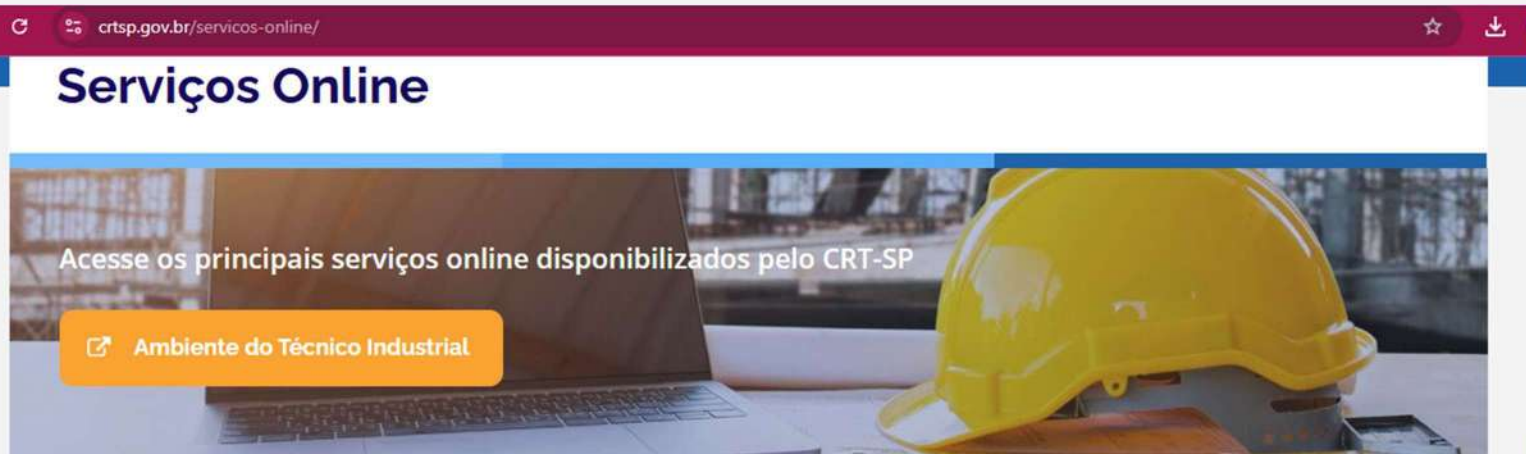 crtsp.gov.br/servicos-online/
Serviços Online
Acesse os principais serviços online disponibilizados pelo CRT-SP
Ambiente do Técnico Industrial